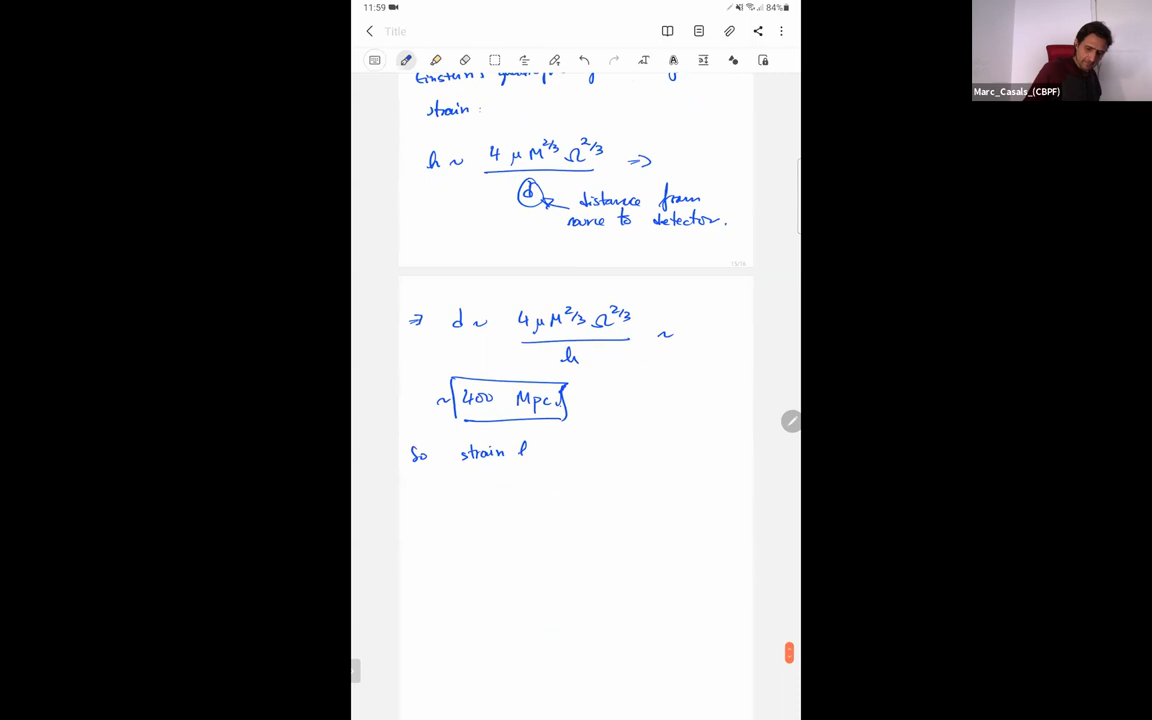 11:59
84%
Title
Einstein's
strain :
h ~ 4 μ M^2/3 Ω^2/3 / d ⇒
distance from
source to detector.
⇒ d ~ 4 μ M^2/3 Ω^2/3 / h ~
~ 400 Mpc
So strain
Marc_Casals_(CBPF)